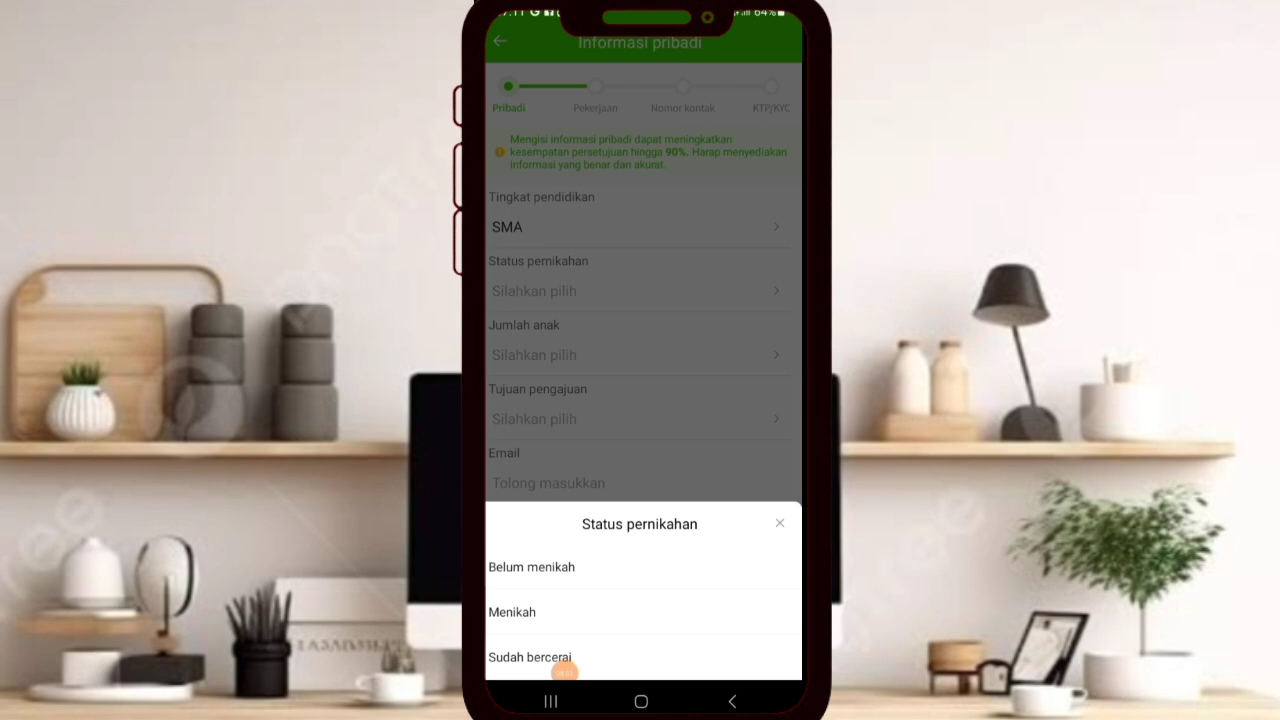 Informasi pribadi
Pribadi
Pekerjaan
Nomor kontak
KTP/KYC
Mengisi informasi pribadi dapat meningkatkan
kesempatan persetujuan hingga 90%. Harap menyediakan
informasi yang benar dan akurat.
Tingkat pendidikan
SMA
Status pernikahan
Silahkan pilih
Jumlah anak
Silahkan pilih
Tujuan pengajuan
Silahkan pilih
Email
Tolong masukkan
Status pernikahan
Belum menikah
Menikah
Sudah bercerai